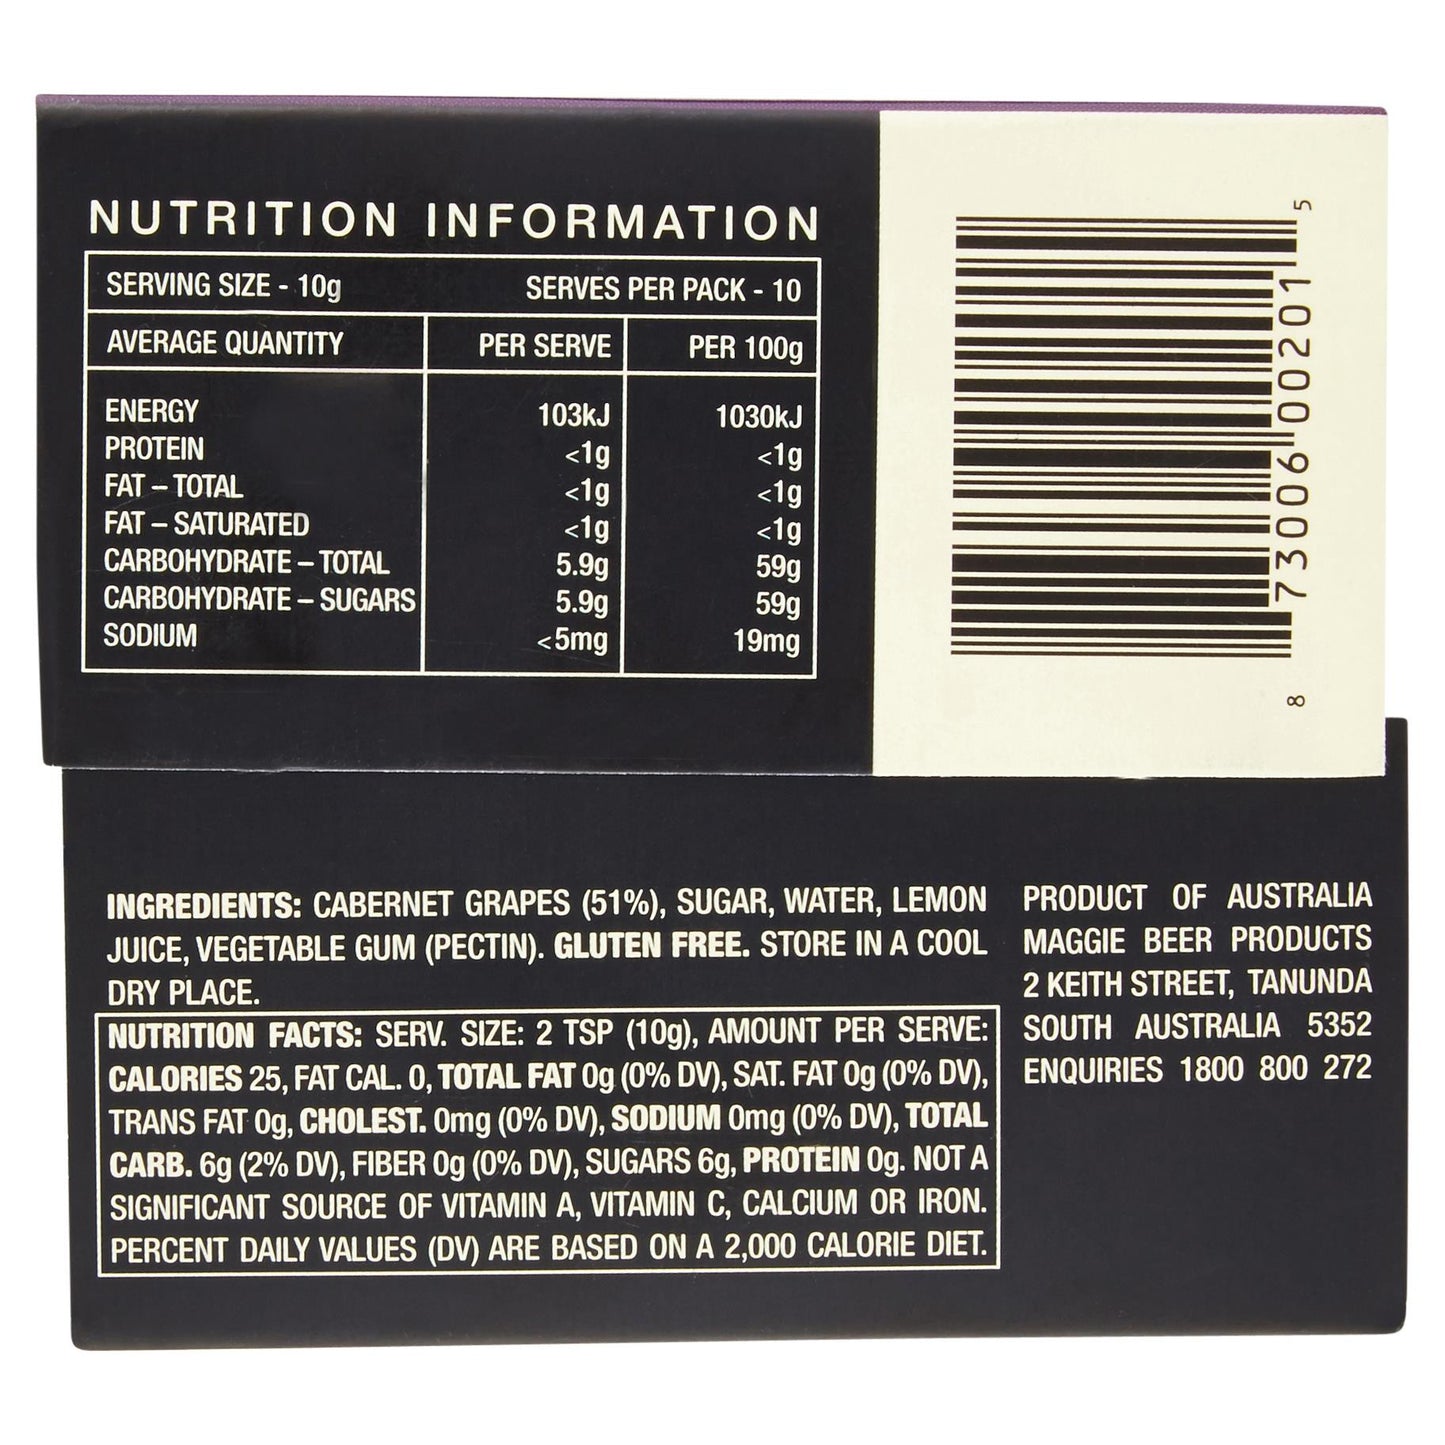 NUTRITION INFORMATION
SERVING SIZE - 10g SERVES PER PACK - 10
AVERAGE QUANTITY PER SERVE PER 100g
ENERGY 103kJ 1030kJ
PROTEIN <1g <1g
FAT – TOTAL <1g <1g
FAT – SATURATED <1g <1g
CARBOHYDRATE – TOTAL 5.9g 59g
CARBOHYDRATE – SUGARS 5.9g 59g
SODIUM <5mg 19mg
8 73006 00201 5
INGREDIENTS: CABERNET GRAPES (51%), SUGAR, WATER, LEMON
JUICE, VEGETABLE GUM (PECTIN). GLUTEN FREE. STORE IN A COOL
DRY PLACE.
NUTRITION FACTS: SERV. SIZE: 2 TSP (10g), AMOUNT PER SERVE:
CALORIES 25, FAT CAL. 0, TOTAL FAT 0g (0% DV), SAT. FAT 0g (0% DV),
TRANS FAT 0g, CHOLEST. 0mg (0% DV), SODIUM 0mg (0% DV), TOTAL
CARB. 6g (2% DV), FIBER 0g (0% DV), SUGARS 6g, PROTEIN 0g. NOT A
SIGNIFICANT SOURCE OF VITAMIN A, VITAMIN C, CALCIUM OR IRON.
PERCENT DAILY VALUES (DV) ARE BASED ON A 2,000 CALORIE DIET.
PRODUCT OF AUSTRALIA
MAGGIE BEER PRODUCTS
2 KEITH STREET, TANUNDA
SOUTH AUSTRALIA 5352
ENQUIRIES 1800 800 272